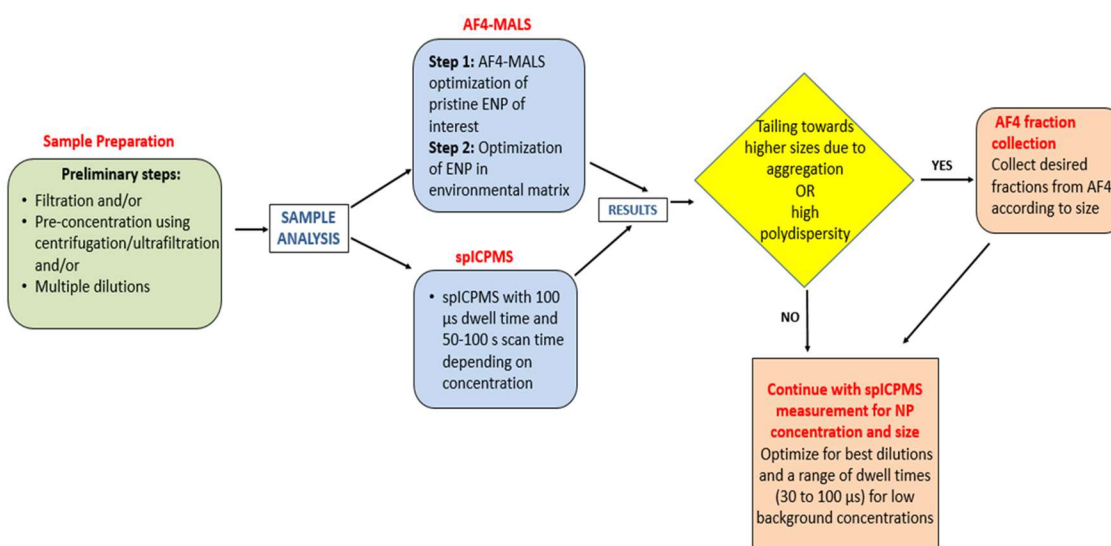 Sample Preparation
Preliminary steps:
• Filtration and/or
• Pre-concentration using
centrifugation/ultrafiltration
and/or
• Multiple dilutions
SAMPLE
ANALYSIS
AF4-MALS
Step 1: AF4-MALS
optimization of
pristine ENP of
interest
Step 2: Optimization
of ENP in
environmental matrix
spICPMS
• spICPMS with 100
µs dwell time and
50-100 s scan time
depending on
concentration
RESULTS
Tailing towards
higher sizes due to
aggregation
OR
high
polydispersity
YES
AF4 fraction
collection
Collect desired
fractions from AF4
according to size
NO
Continue with spICPMS
measurement for NP
concentration and size
Optimize for best dilutions
and a range of dwell times
(30 to 100 µs) for low
background concentrations